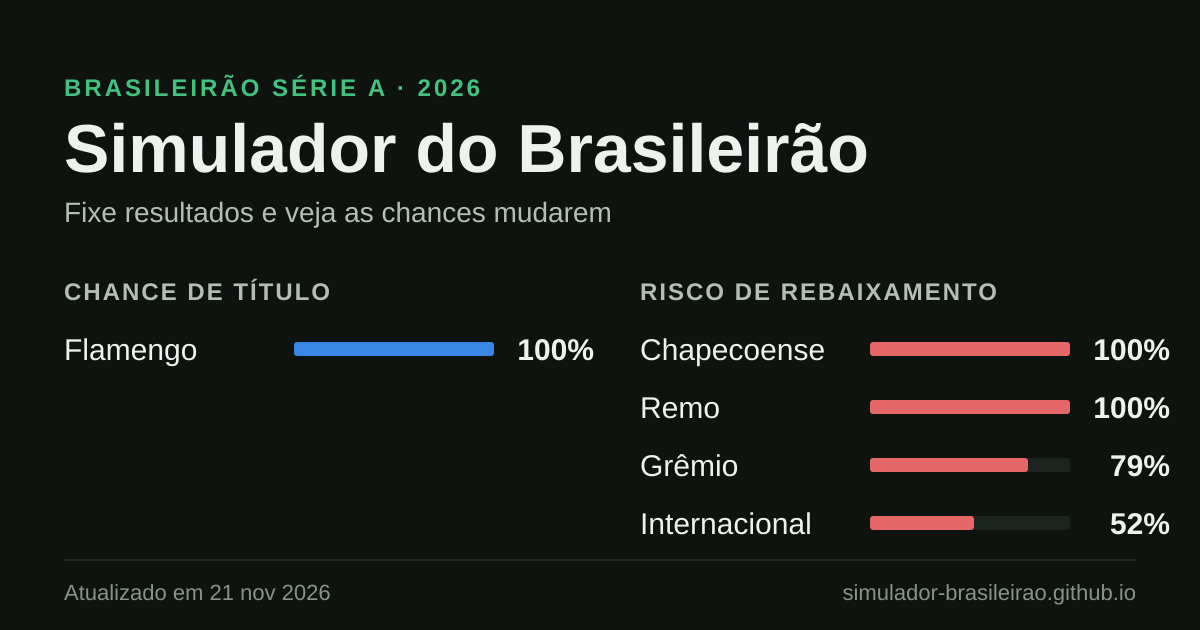 BRASILEIRÃO SÉRIE A · 2026
Simulador do Brasileirão
Fixe resultados e veja as chances mudarem
CHANCE DE TÍTULO
Flamengo 100%
RISCO DE REBAIXAMENTO
Chapecoense 100%
Remo 100%
Grêmio 79%
Internacional 52%
Atualizado em 21 nov 2026
simulador-brasileirao.github.io